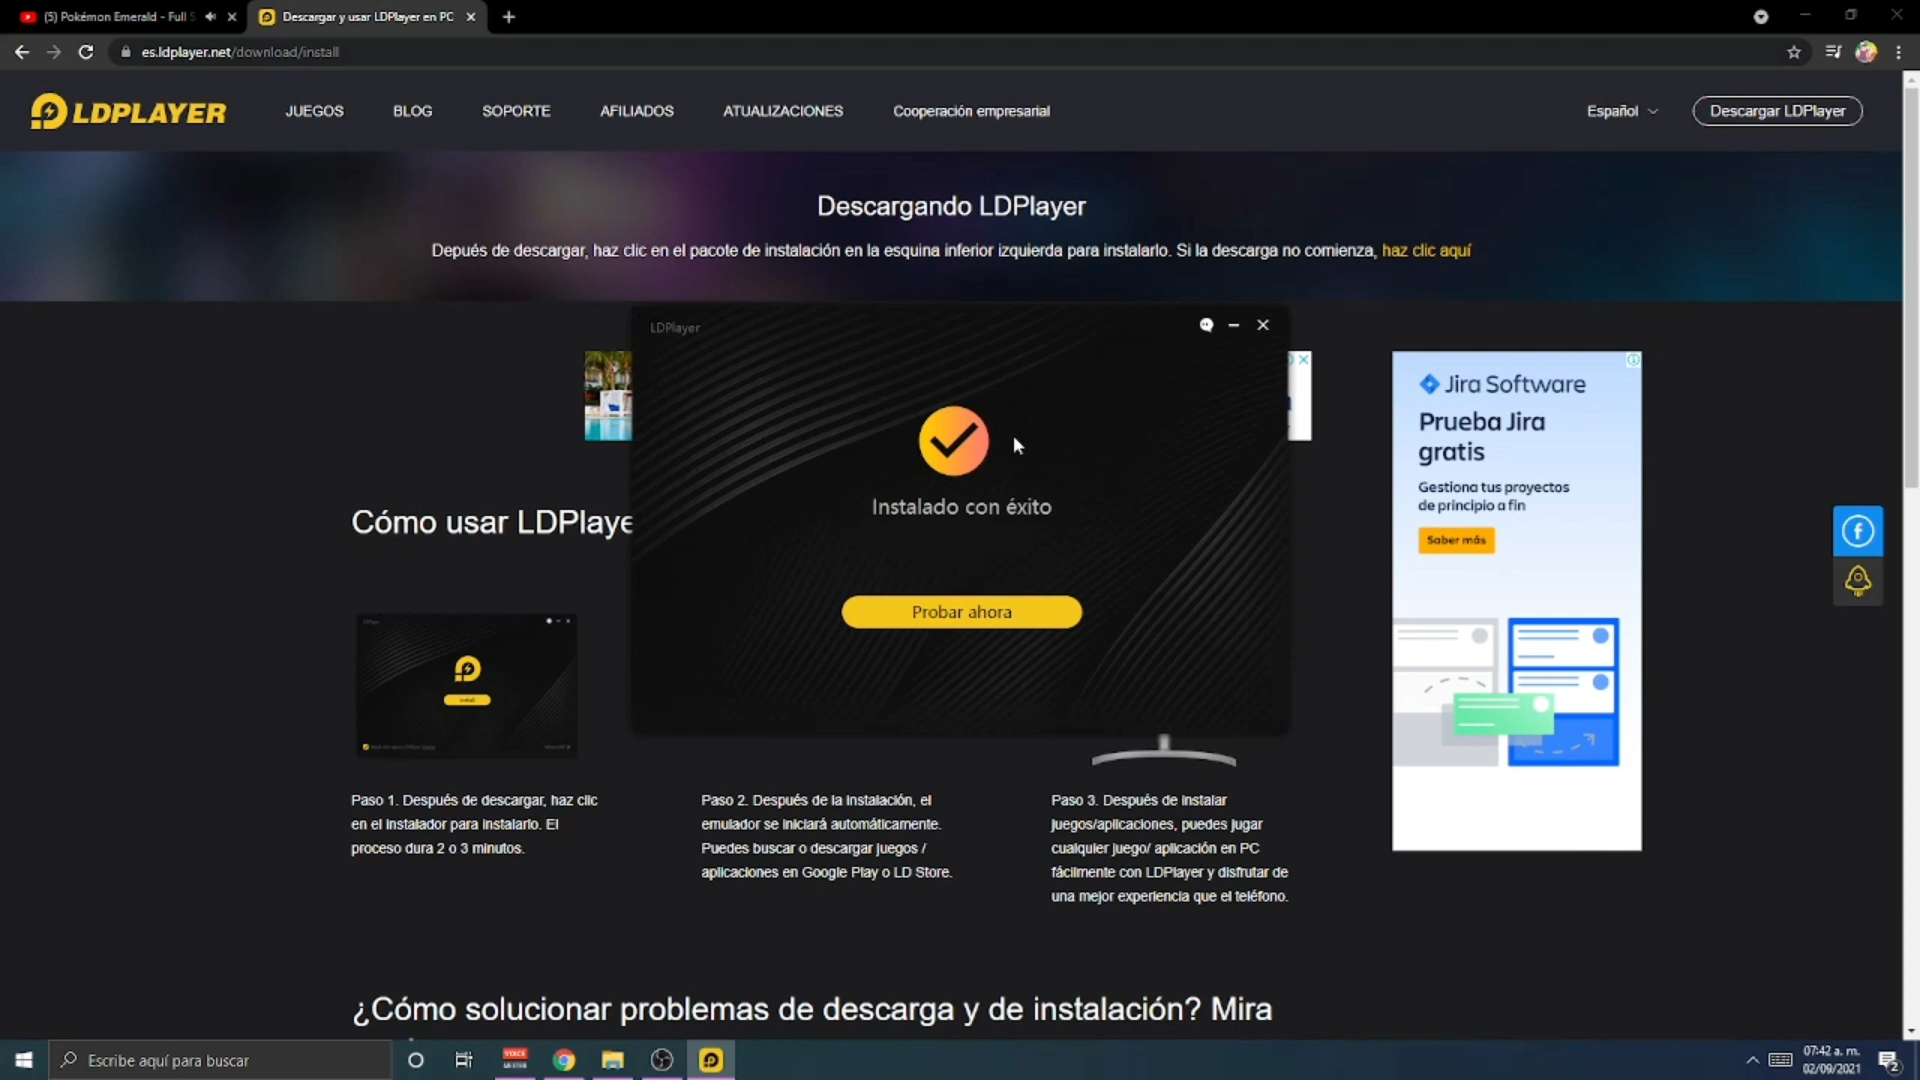 (5) Pokémon Emerald - Full S
Descargar y usar LDPlayer en PC
es.ldplayer.net/download/install
LDPLAYER
JUEGOS
BLOG
SOPORTE
AFILIADOS
ATUALIZACIONES
Cooperación empresarial
Español
Descargar LDPlayer
Descargando LDPlayer
Depués de descargar, haz clic en el pacote de instalación en la esquina inferior izquierda para instalarlo. Si la descarga no comienza, haz clic aquí
LDPlayer
Instalado con éxito
Probar ahora
Jira Software
Prueba Jira
gratis
Gestiona tus proyectos
de principio a fin
Saber más
Cómo usar LDPlaye
Paso 1. Después de descargar, haz clic
en el instalador para instalarlo. El
proceso dura 2 o 3 minutos.
Paso 2. Después de la instalación, el
emulador se iniciará automáticamente.
Puedes buscar o descargar juegos /
aplicaciones en Google Play o LD Store.
Paso 3. Después de instalar
juegos/aplicaciones, puedes jugar
cualquier juego/ aplicación en PC
fácilmente con LDPlayer y disfrutar de
una mejor experiencia que el teléfono.
¿Cómo solucionar problemas de descarga y de instalación? Mira
Escribe aquí para buscar
07:42 a. m.
02/09/2021
2